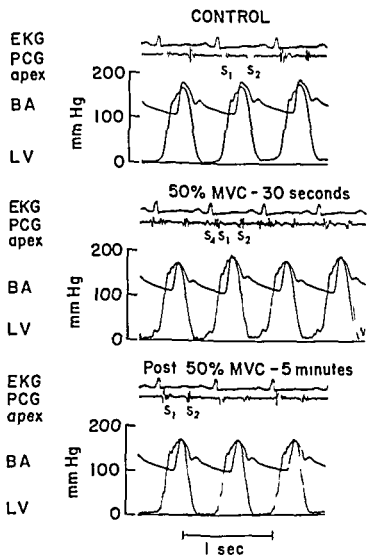 CONTROL
EKG
PCG
apex
S1 S2
200
BA
100
mm Hg
LV
0
50% MVC - 30 seconds
EKG
PCG
apex
S4 S1 S2
200
BA
100
mm Hg
LV
0
V
Post 50% MVC - 5 minutes
EKG
PCG
apex
S1 S2
200
BA
100
mm Hg
LV
0
1 sec